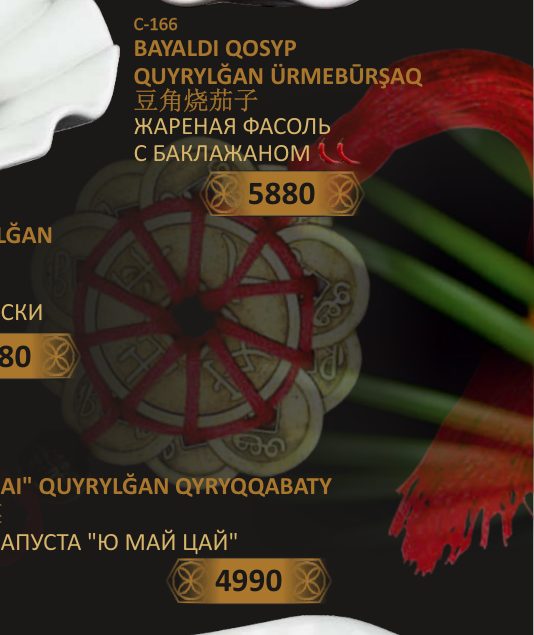 C-166
BAYALDI QOSYP
QUYRYLĞAN ÜRMEBŪRŞAQ
豆角烧茄子
ЖАРЕНАЯ ФАСОЛЬ
С БАКЛАЖАНОМ
5880
LĞAN
СКИ
80
AI" QUYRYLĞAN QYRYQQABATY
АПУСТА "Ю МАЙ ЦАЙ"
4990